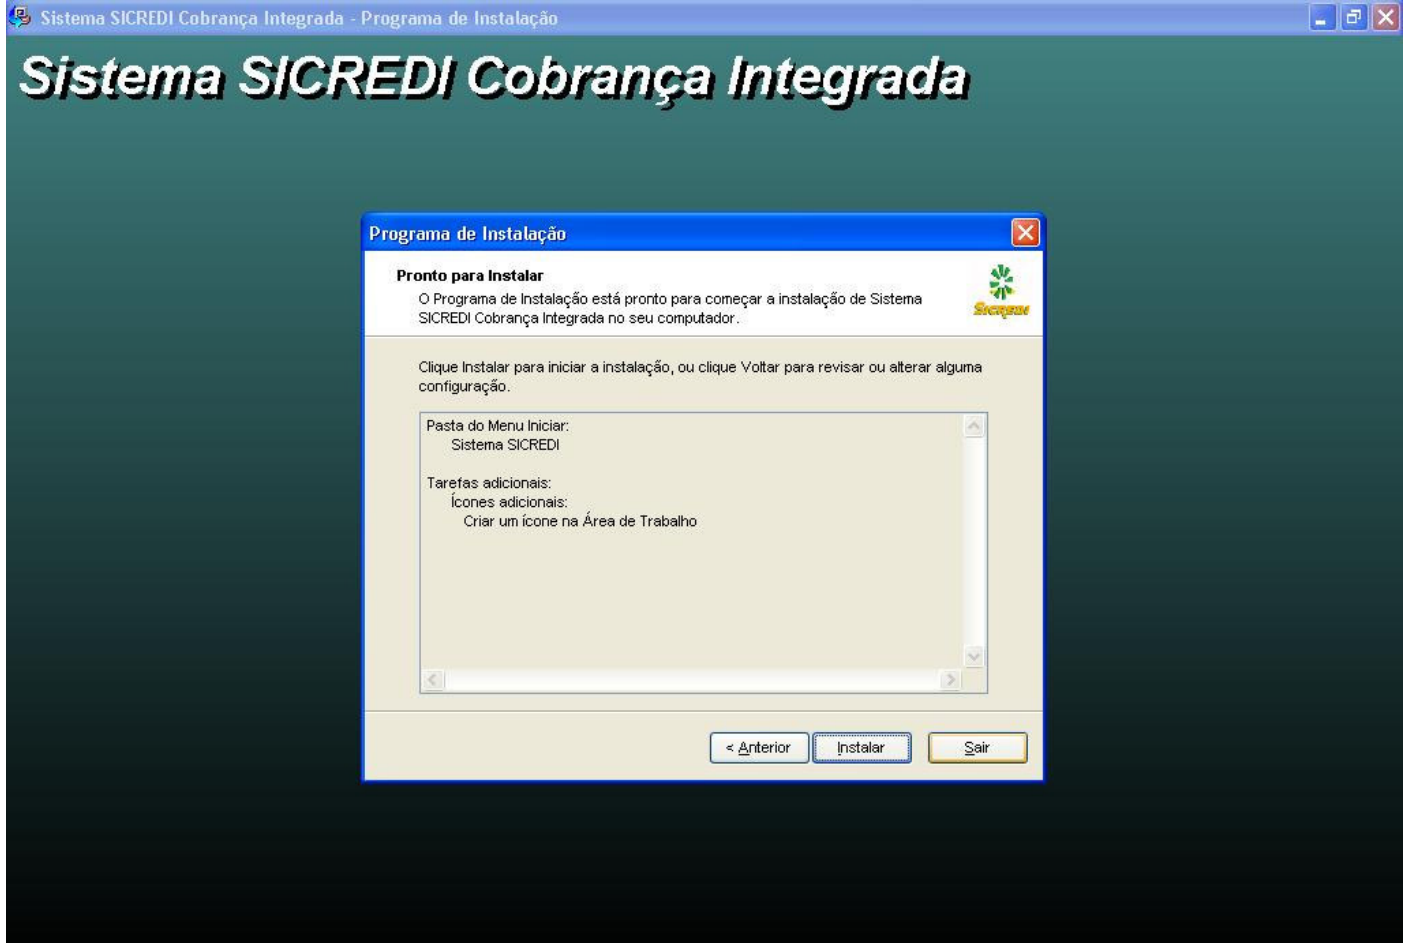 Sistema SICREDI Cobrança Integrada - Programa de Instalação
Sistema SICREDI Cobrança Integrada
Programa de Instalação
Pronto para Instalar
O Programa de Instalação está pronto para começar a instalação de Sistema
SICREDI Cobrança Integrada no seu computador.
SICREDI
Clique Instalar para iniciar a instalação, ou clique Voltar para revisar ou alterar alguma
configuração.
Pasta do Menu Iniciar:
Sistema SICREDI
Tarefas adicionais:
Ícones adicionais:
Criar um ícone na Área de Trabalho
< Anterior
Instalar
Sair